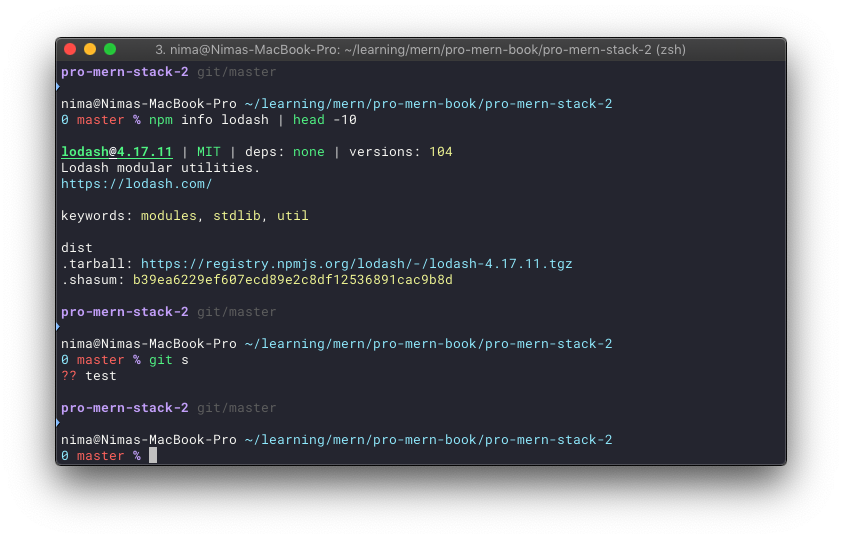 3. nima@Nimas-MacBook-Pro: ~/learning/mern/pro-mern-book/pro-mern-stack-2 (zsh)
pro-mern-stack-2 git/master
nima@Nimas-MacBook-Pro ~/learning/mern/pro-mern-book/pro-mern-stack-2
0 master % npm info lodash | head -10
lodash@4.17.11 | MIT | deps: none | versions: 104
Lodash modular utilities.
https://lodash.com/
keywords: modules, stdlib, util
dist
.tarball: https://registry.npmjs.org/lodash/-/lodash-4.17.11.tgz
.shasum: b39ea6229ef607ecd89e2c8df12536891cac9b8d
pro-mern-stack-2 git/master
nima@Nimas-MacBook-Pro ~/learning/mern/pro-mern-book/pro-mern-stack-2
0 master % git s
?? test
pro-mern-stack-2 git/master
nima@Nimas-MacBook-Pro ~/learning/mern/pro-mern-book/pro-mern-stack-2
0 master %